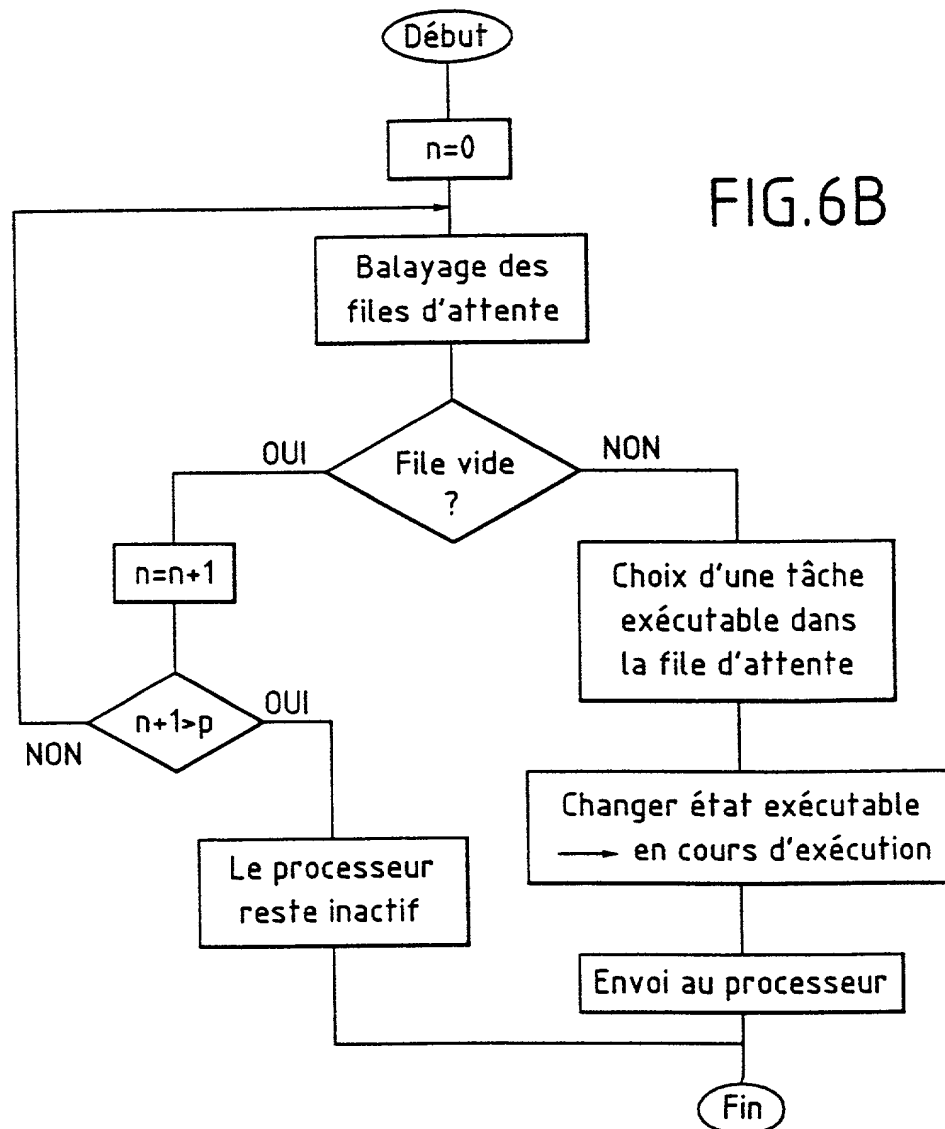 Début
n=0
FIG.6B
Balayage des
files d'attente
OUI
File vide
?
NON
n=n+1
Choix d'une tâche
exécutable dans
la file d'attente
n+1>p
OUI
NON
Changer état exécutable
→ en cours d'exécution
Le processeur
reste inactif
Envoi au processeur
Fin